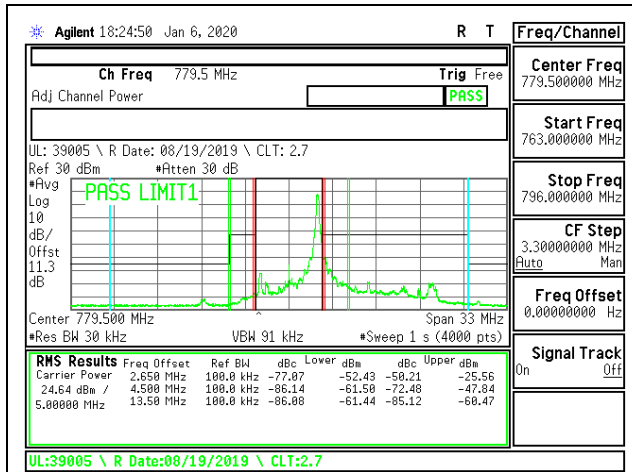 Agilent 18:24:50 Jan 6, 2020 R T
Freq/Channel
Ch Freq 779.5 MHz Trig Free
Adj Channel Power PASS
Center Freq
779.500000 MHz
Start Freq
763.000000 MHz
Stop Freq
796.000000 MHz
CF Step
3.30000000 MHz
Auto Man
Freq Offset
0.00000000 Hz
Signal Track
On Off
UL: 39005 \ R Date: 08/19/2019 \ CLT: 2.7
Ref 30 dBm #Atten 30 dB
#Avg
Log
10
dB/
Offst
11.3
dB
PASS LIMIT1
Center 779.500 MHz Span 33 MHz
#Res BW 30 kHz VBW 91 kHz #Sweep 1 s (4000 pts)
RMS Results Freq Offset Ref BW dBc Lower dBm dBc Upper dBm
Carrier Power 2.650 MHz 100.0 kHz -77.07 -52.43 -50.21 -25.56
24.64 dBm / 4.500 MHz 100.0 kHz -86.14 -61.50 -72.48 -47.84
5.00000 MHz 13.50 MHz 100.0 kHz -86.08 -61.44 -85.12 -60.47
UL:39005 \ R Date:08/19/2019 \ CLT:2.7